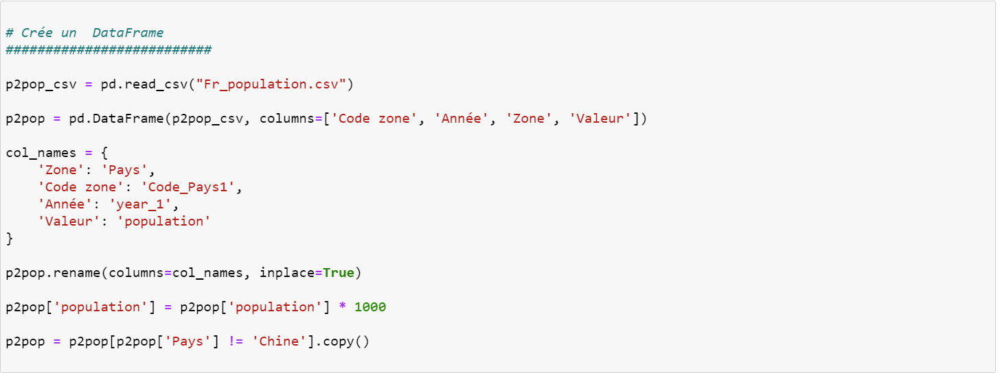 # Crée un  DataFrame
##########################
p2pop_csv = pd.read_csv("Fr_population.csv")
p2pop = pd.DataFrame(p2pop_csv, columns=['Code zone', 'Année', 'Zone', 'Valeur'])
col_names = {
    'Zone': 'Pays',
    'Code zone': 'Code_Pays1',
    'Année': 'year_1',
    'Valeur': 'population'
}
p2pop.rename(columns=col_names, inplace=True)
p2pop['population'] = p2pop['population'] * 1000
p2pop = p2pop[p2pop['Pays'] != 'Chine'].copy()